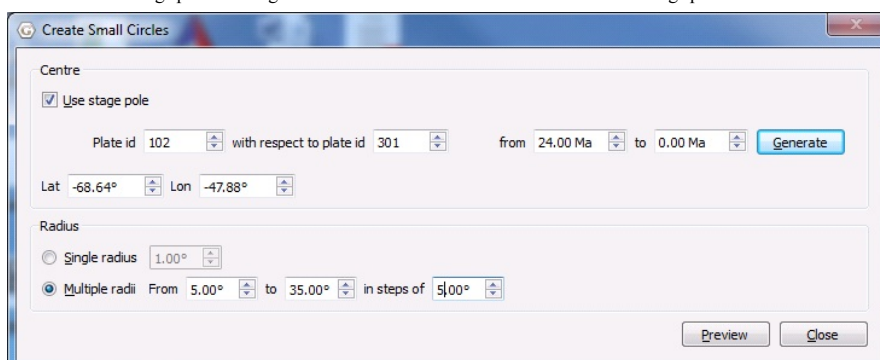 Create Small Circles
Centre
Use stage pole
Plate id 102 with respect to plate id 301 from 24.00 Ma to 0.00 Ma Generate
Lat -68.64° Lon -47.88°
Radius
Single radius 1.00°
Multiple radii From 5.00° to 35.00° in steps of 5.00°
Preview Close